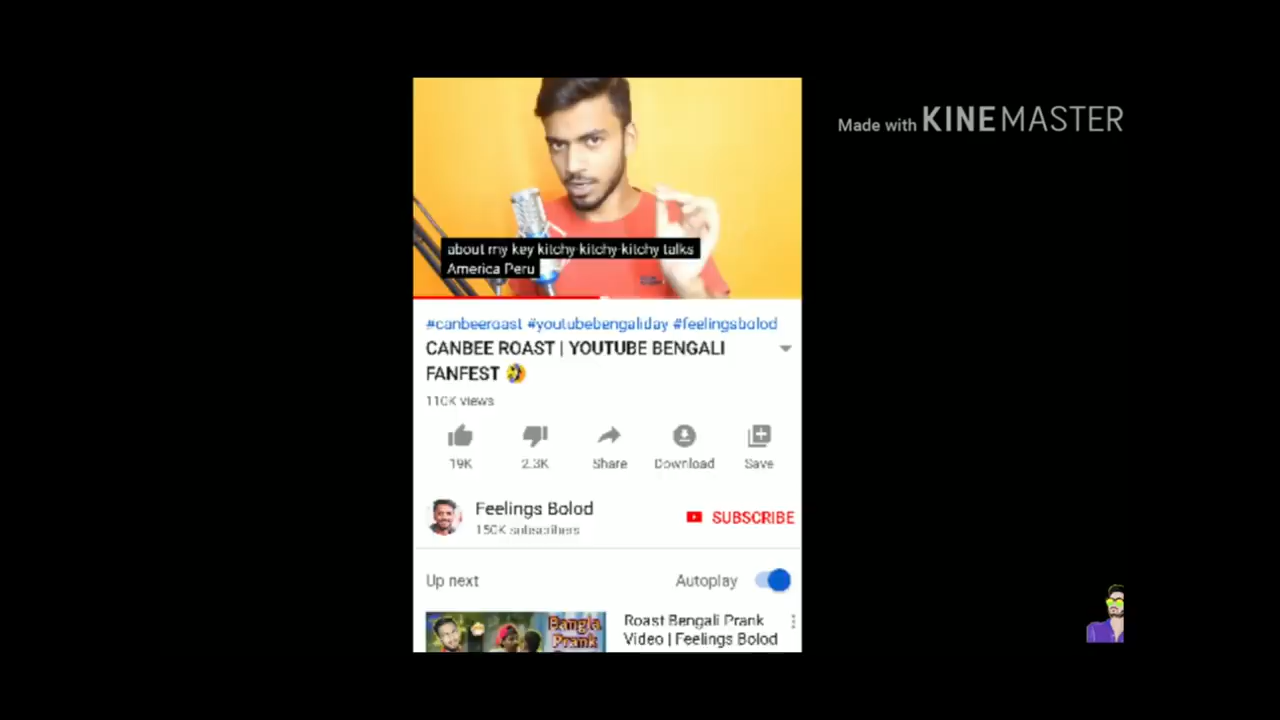 Made with KINEMASTER
about my key kitchy-kitchy-kitchy talks
America Peru
#canbeeroast #youtubebengaliday #feelingsbolod
CANBEE ROAST | YOUTUBE BENGALI
FANFEST
110K views
19K
2.3K
Share
Download
Save
Feelings Bolod
150K subscribers
SUBSCRIBE
Up next
Autoplay
Bangla
Prank
Roast Bengali Prank
Video | Feelings Bolod